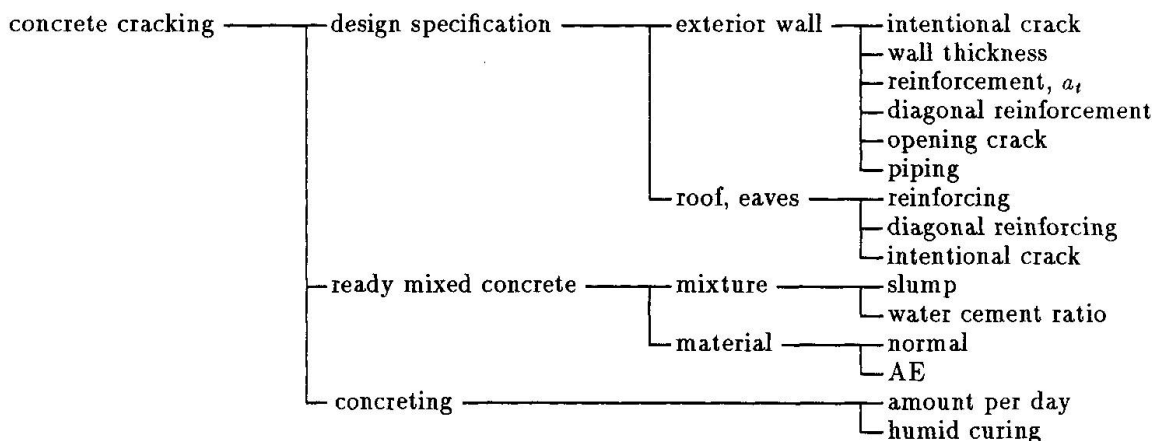 concrete cracking design specification exterior wall intentional crack
wall thickness
reinforcement, a_t
diagonal reinforcement
opening crack
piping
roof, eaves reinforcing
diagonal reinforcing
intentional crack
ready mixed concrete mixture slump
water cement ratio
material normal
AE
concreting amount per day
humid curing